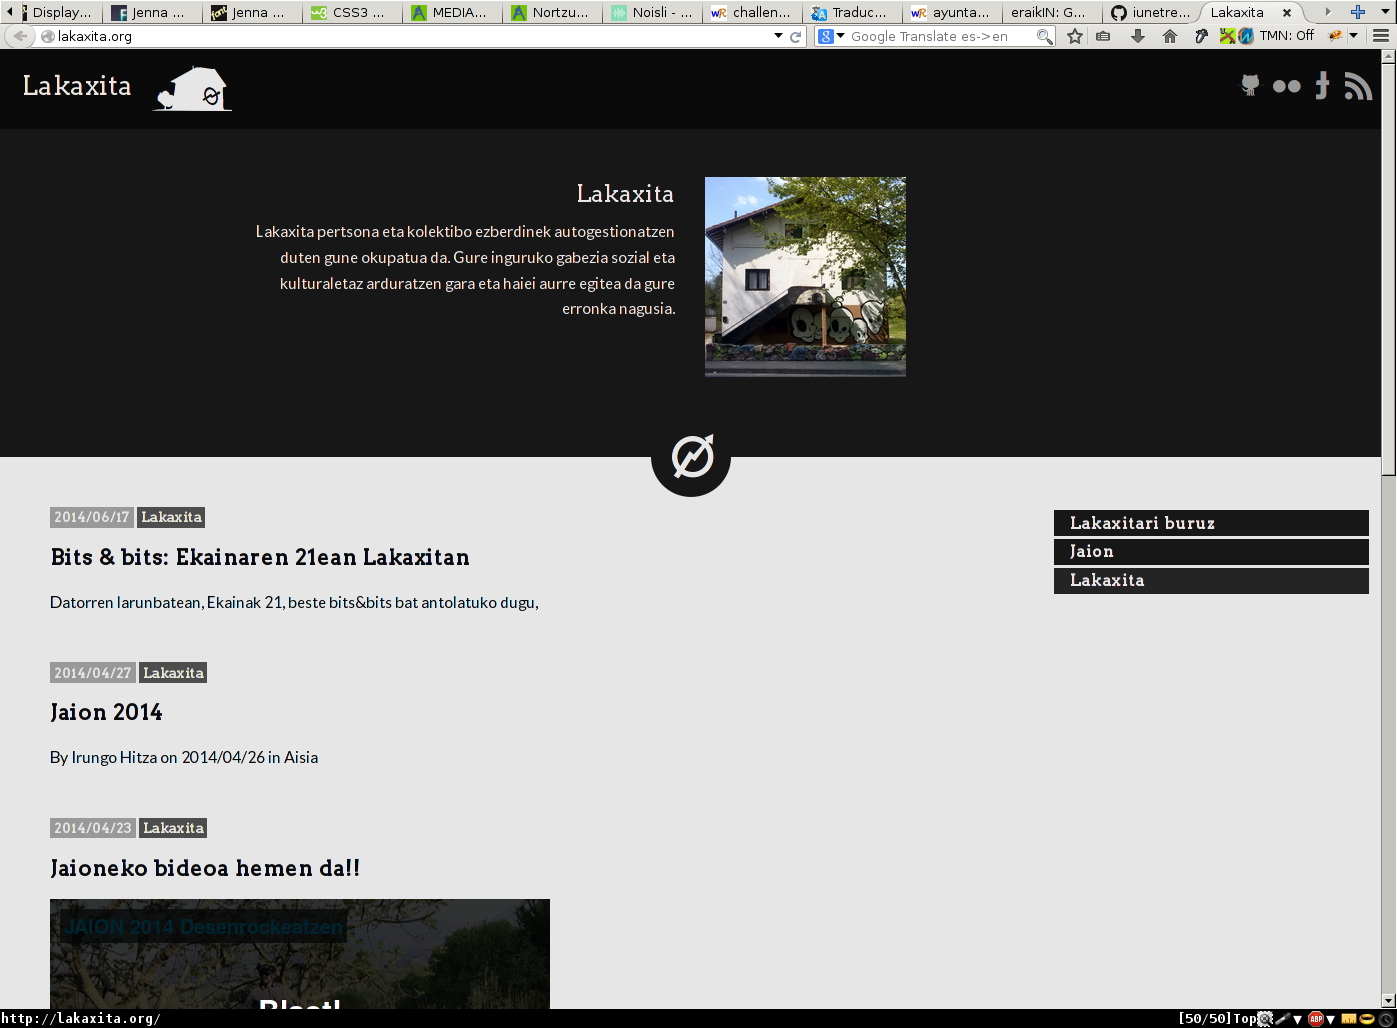 Display...
Jenna ...
Jenna ...
CSS3 ...
MEDIA...
Nortzu...
Noisli - ...
challen...
Traduc...
ayunta...
eraikIN: G...
iunetre...
Lakaxita
lakaxita.org
Google Translate es->en
TMN: Off
Lakaxita
Lakaxita
Lakaxita pertsona eta kolektibo ezberdinek autogestionatzen
duten gune okupatua da. Gure inguruko gabezia sozial eta
kulturaletaz arduratzen gara eta haiei aurre egitea da gure
erronka nagusia.
2014/06/17 Lakaxita
Bits & bits: Ekainaren 21ean Lakaxitan
Datorren larunbatean, Ekainak 21, beste bits&bits bat antolatuko dugu,
Lakaxitari buruz
Jaion
Lakaxita
2014/04/27 Lakaxita
Jaion 2014
By Irungo Hitza on 2014/04/26 in Aisia
2014/04/23 Lakaxita
Jaioneko bideoa hemen da!!
JAION 2014 Desenrockeatzen
http://lakaxita.org/
[50/50] Top
ABP